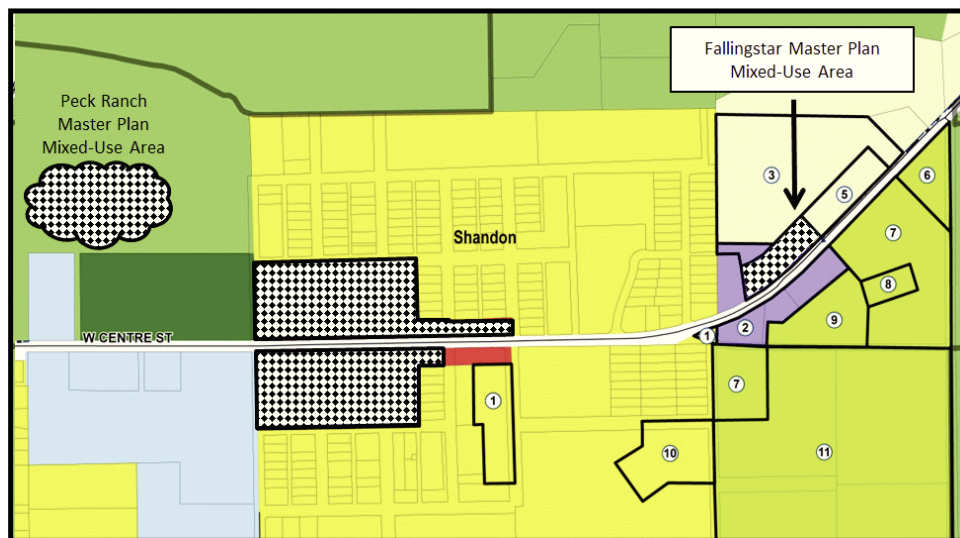 Fallingstar Master Plan
Mixed-Use Area
Peck Ranch
Master Plan
Mixed-Use Area
3
6
5
7
Shandon
8
2
9
W CENTRE ST
1
7
1
10
11